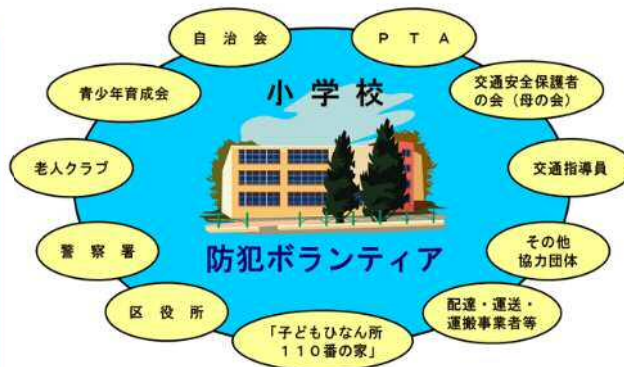 自治会
PTA
小学校
青少年育成会
交通安全保護者
の会（母の会）
老人クラブ
交通指導員
警察署
防犯ボランティア
その他
協力団体
区役所
配達・運送・
運搬事業者等
「子どもひなん所
１１０番の家」